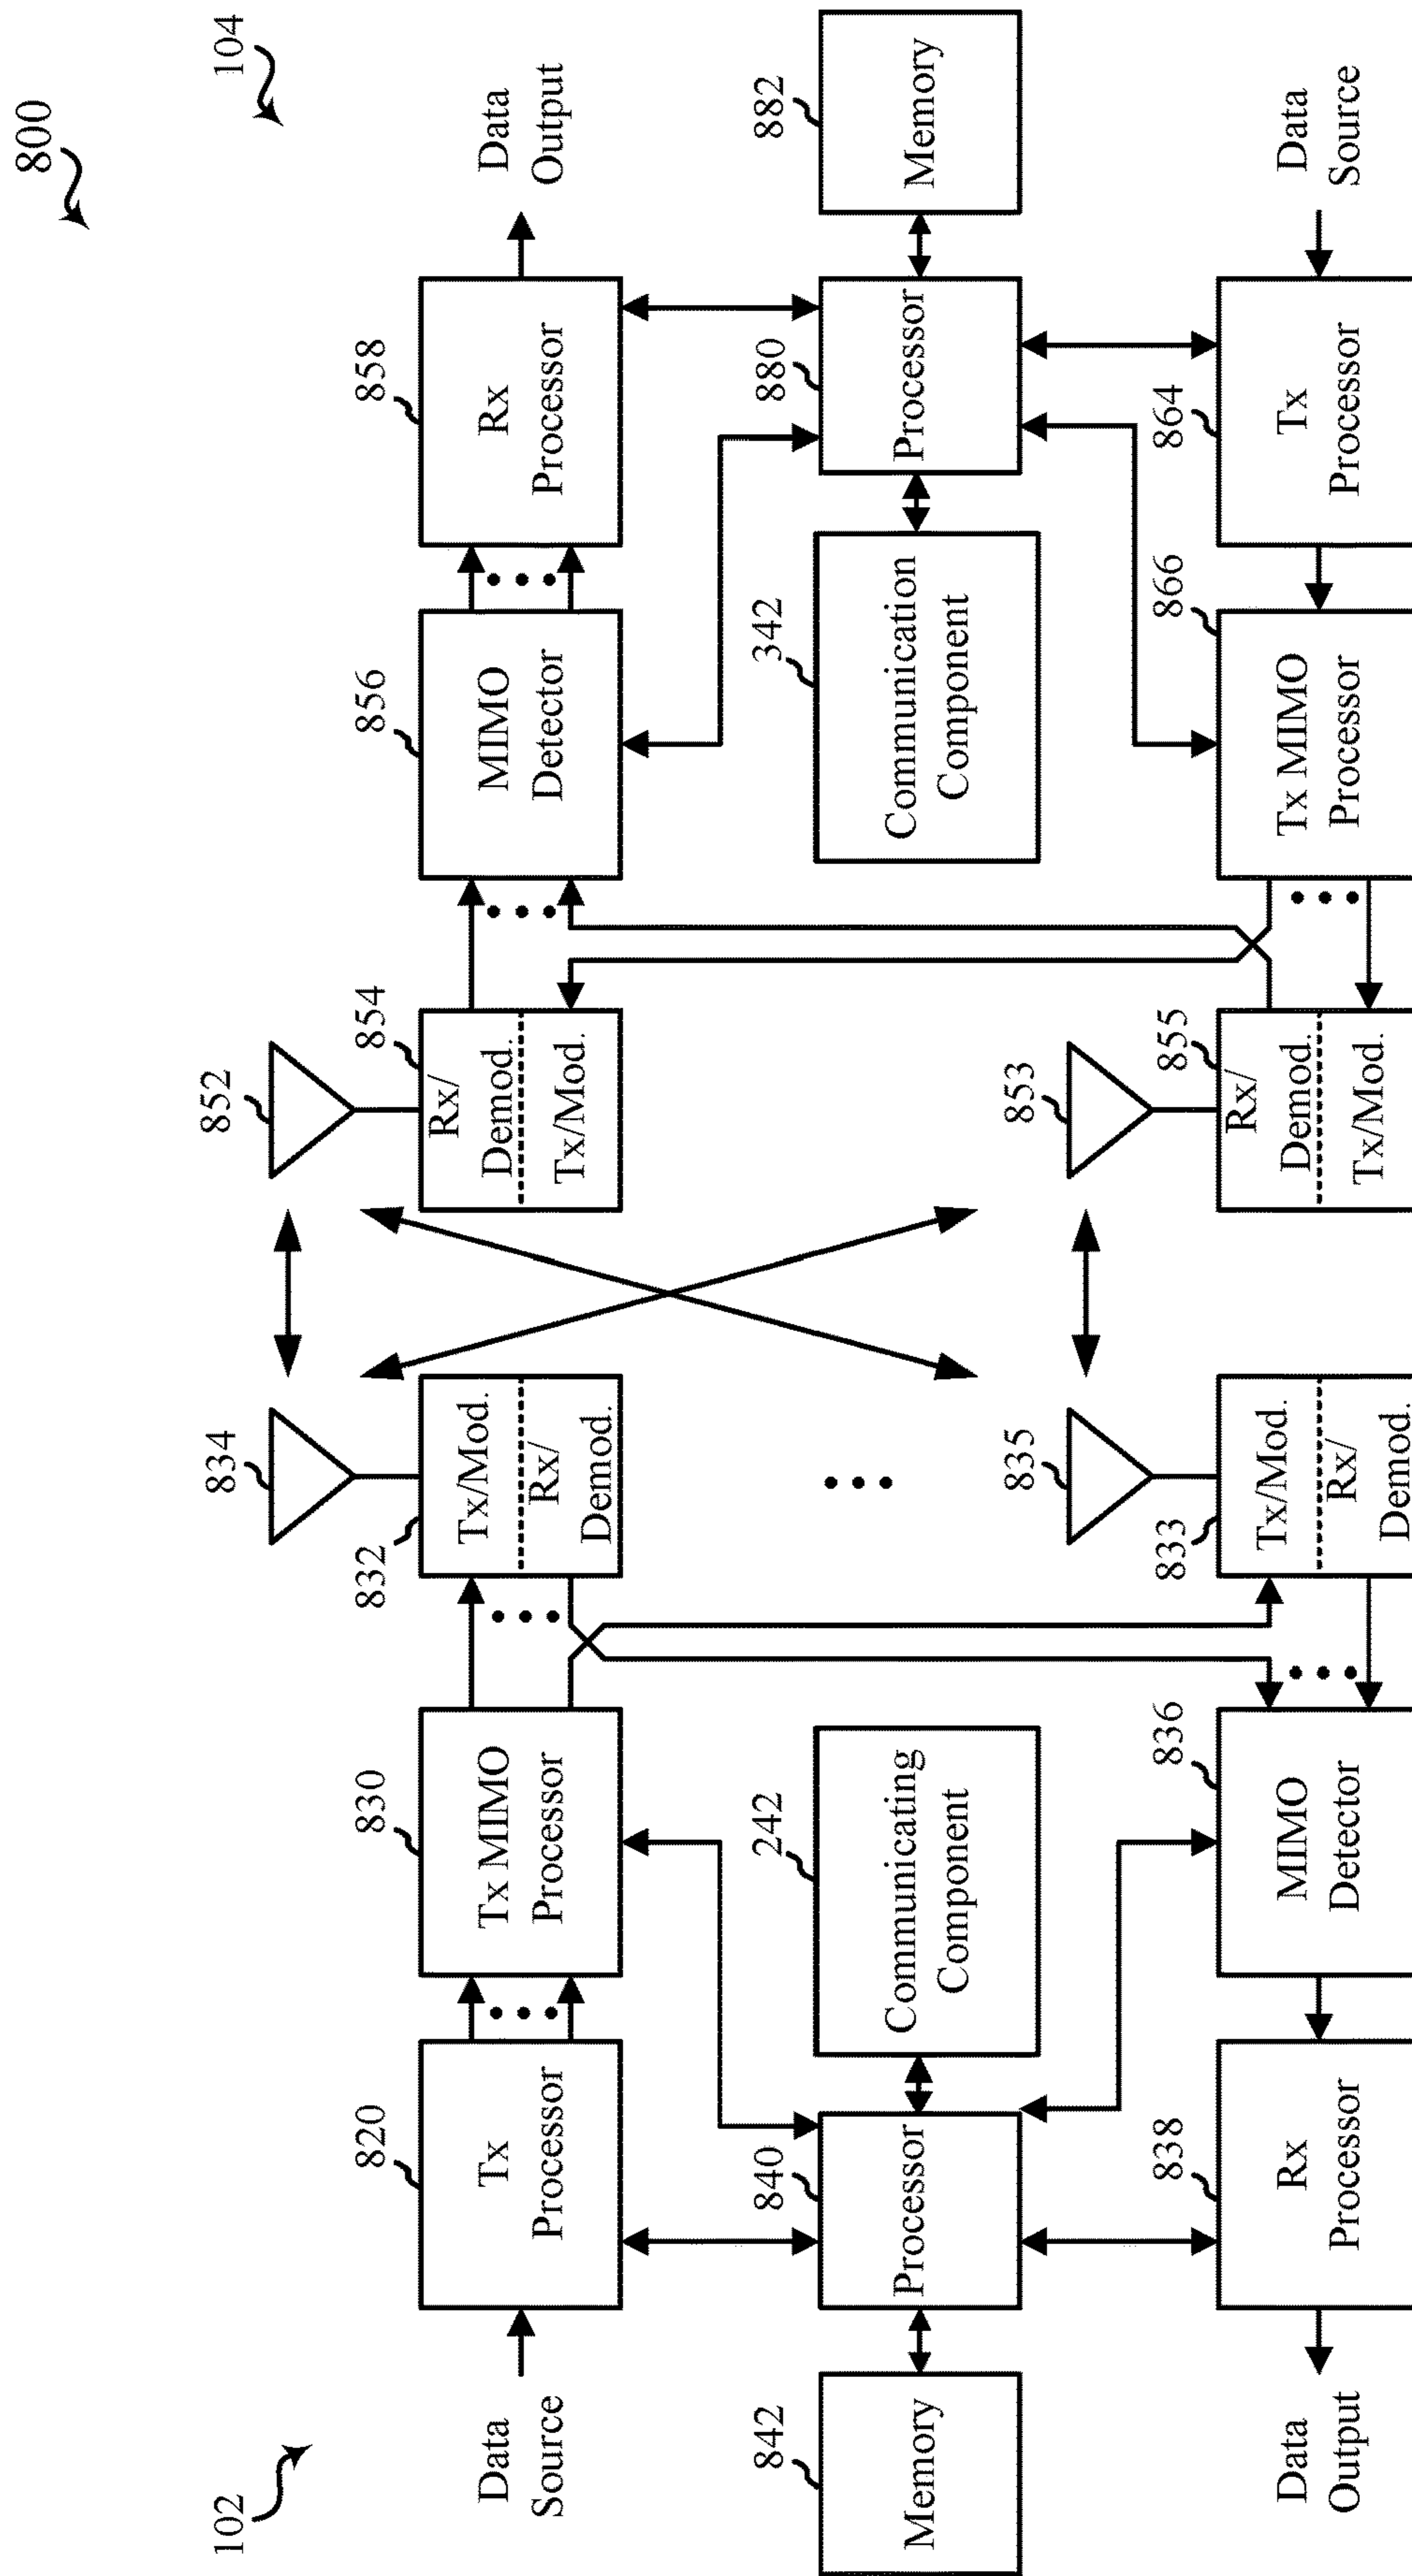 800
102
104
834
852
820
830
832
854
856
858
Data
Source
Tx
Processor
Tx MIMO
Processor
Tx/Mod.
Rx/
Demod.
Rx/
Demod.
Tx/Mod.
MIMO
Detector
Rx
Processor
Data
Output
842
840
242
342
880
882
Memory
Processor
Communicating
Component
Communication
Component
Processor
Memory
835
853
838
836
833
855
866
864
Data
Output
Rx
Processor
MIMO
Detector
Tx/Mod.
Rx/
Demod.
Rx/
Demod.
Tx/Mod.
Tx MIMO
Processor
Tx
Processor
Data
Source